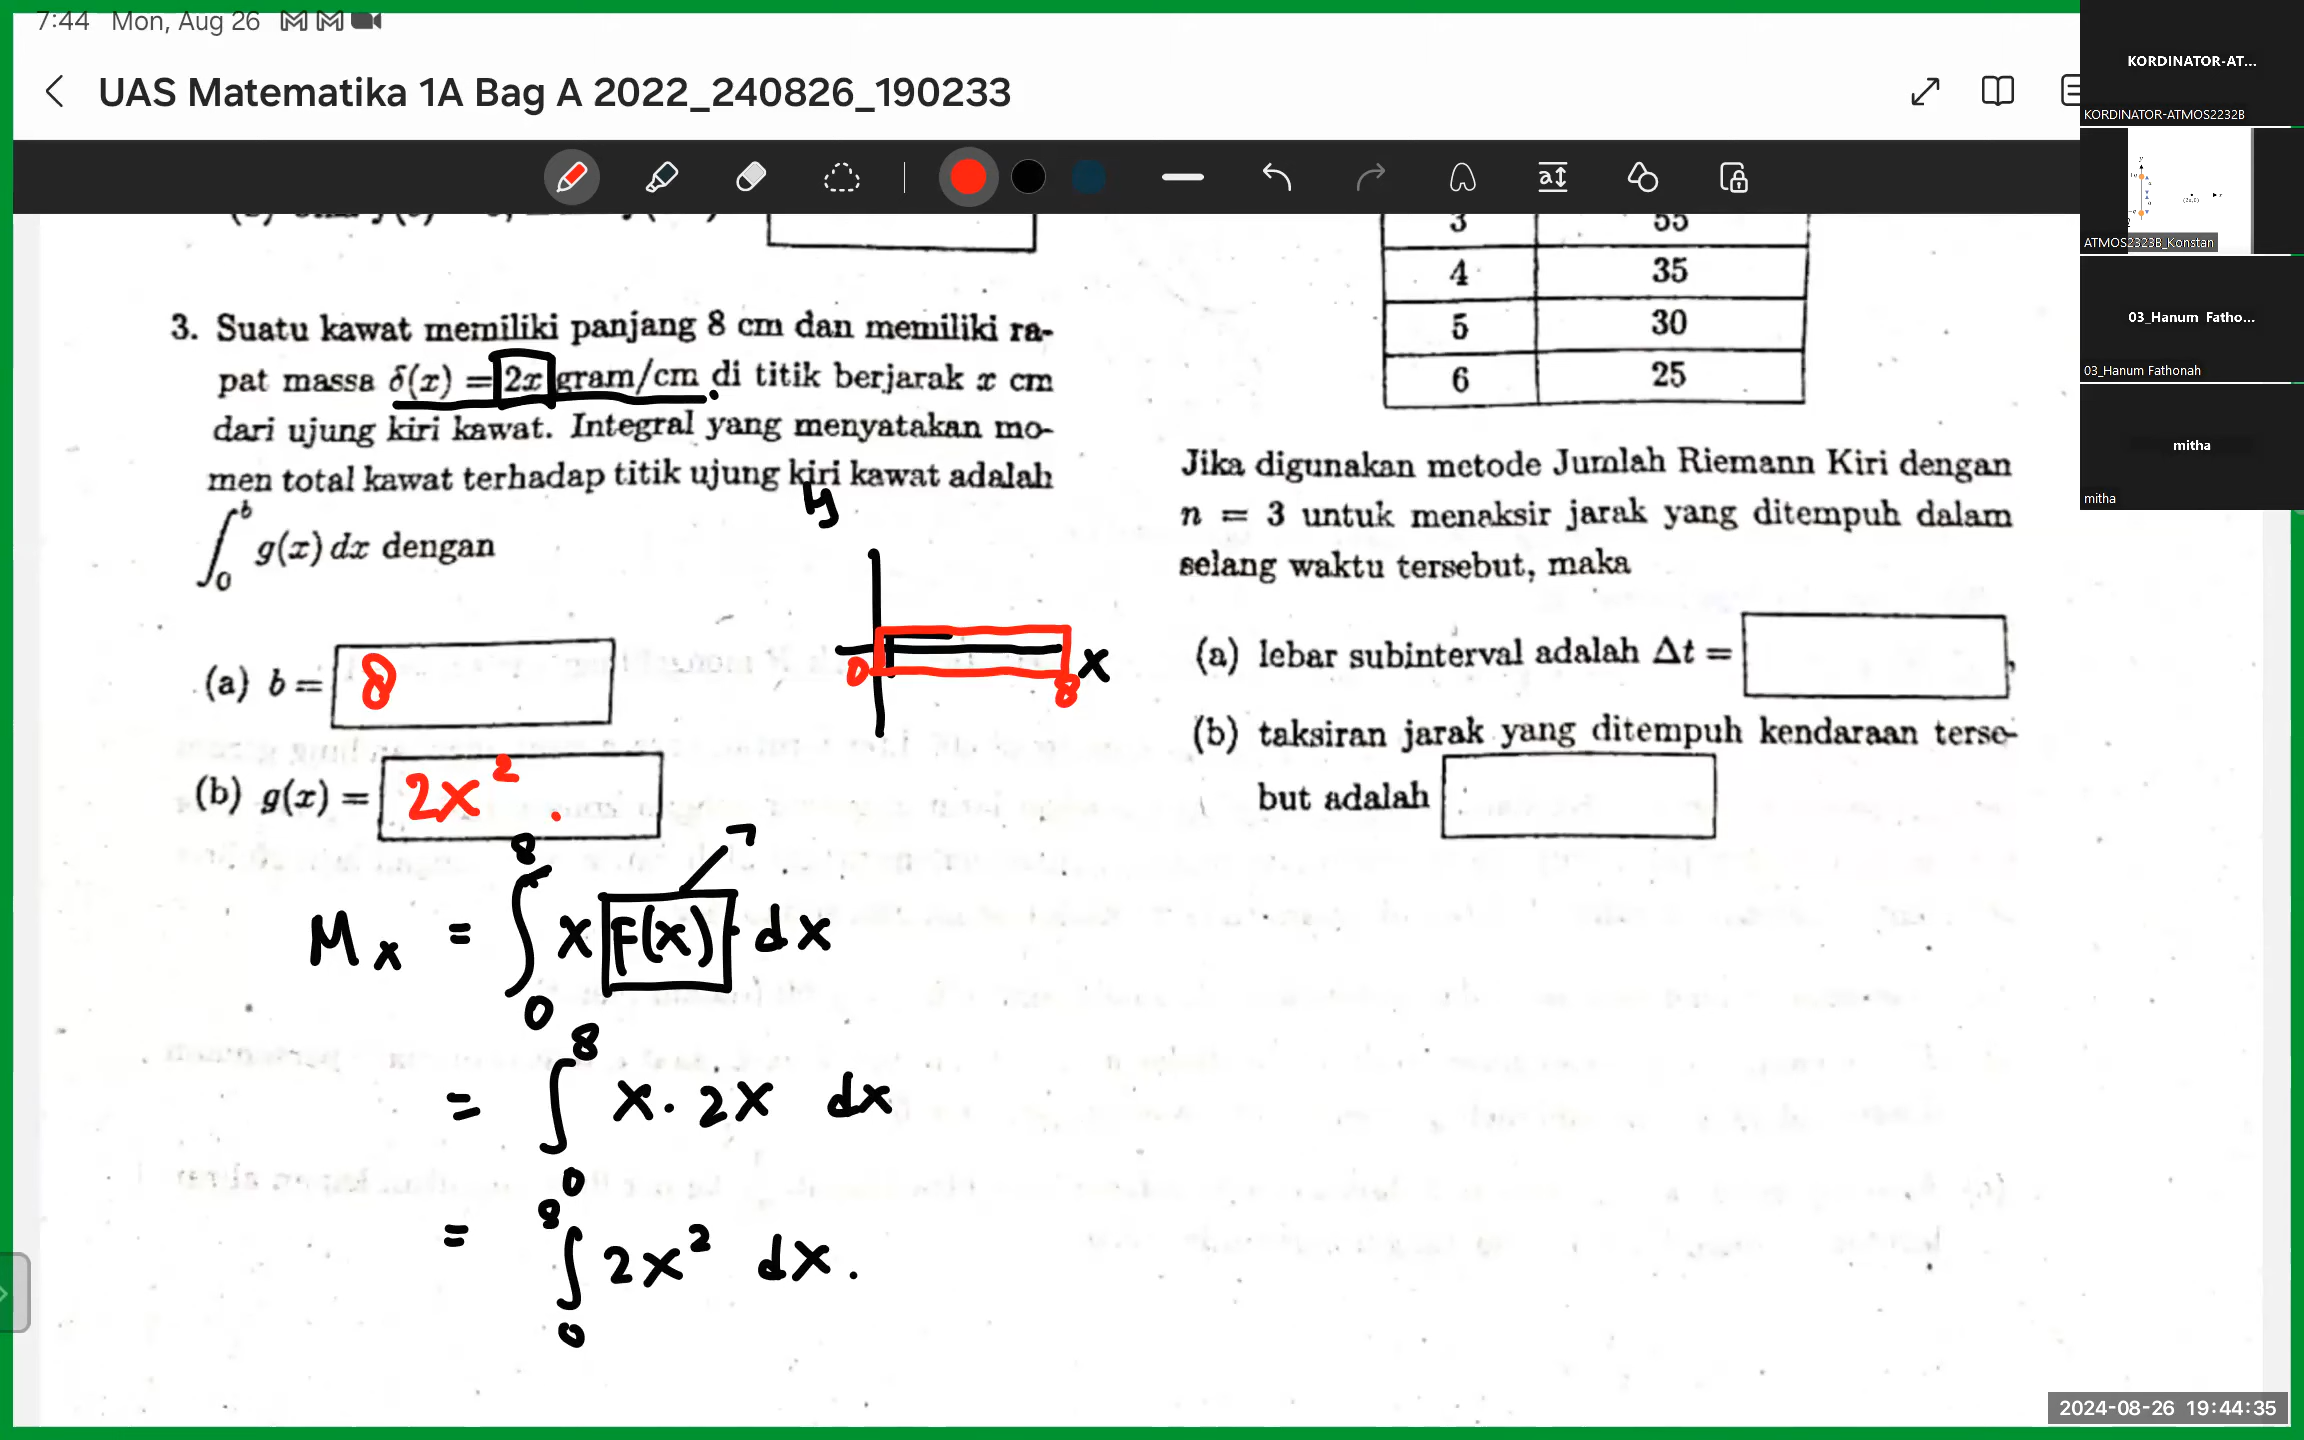 7:44 Mon, Aug 26
UAS Matematika 1A Bag A 2022_240826_190233
3. Suatu kawat memiliki panjang 8 cm dan memiliki ra-
pat massa δ(x) = 2x gram/cm di titik berjarak x cm
dari ujung kiri kawat. Integral yang menyatakan mo-
men total kawat terhadap titik ujung kiri kawat adalah
∫₀ᵇ g(x) dx dengan
y
0 8 x
(a) b = 8
(b) g(x) = 2x² .
Mx = ∫₀⁸ x F(x) dx
= ∫₀⁸ x . 2x dx
= ∫₀⁸ 2x² dx .
3 55
4 35
5 30
6 25
Jika digunakan metode Jumlah Riemann Kiri dengan
n = 3 untuk menaksir jarak yang ditempuh dalam
selang waktu tersebut, maka
(a) lebar subinterval adalah Δt = ,
(b) taksiran jarak yang ditempuh kendaraan terse-
but adalah
KORDINATOR-AT...
KORDINATOR-ATMOS2232B
ATMOS2323B_Konstan
03_Hanum Fatho...
03_Hanum Fathonah
mitha
mitha
2024-08-26 19:44:35